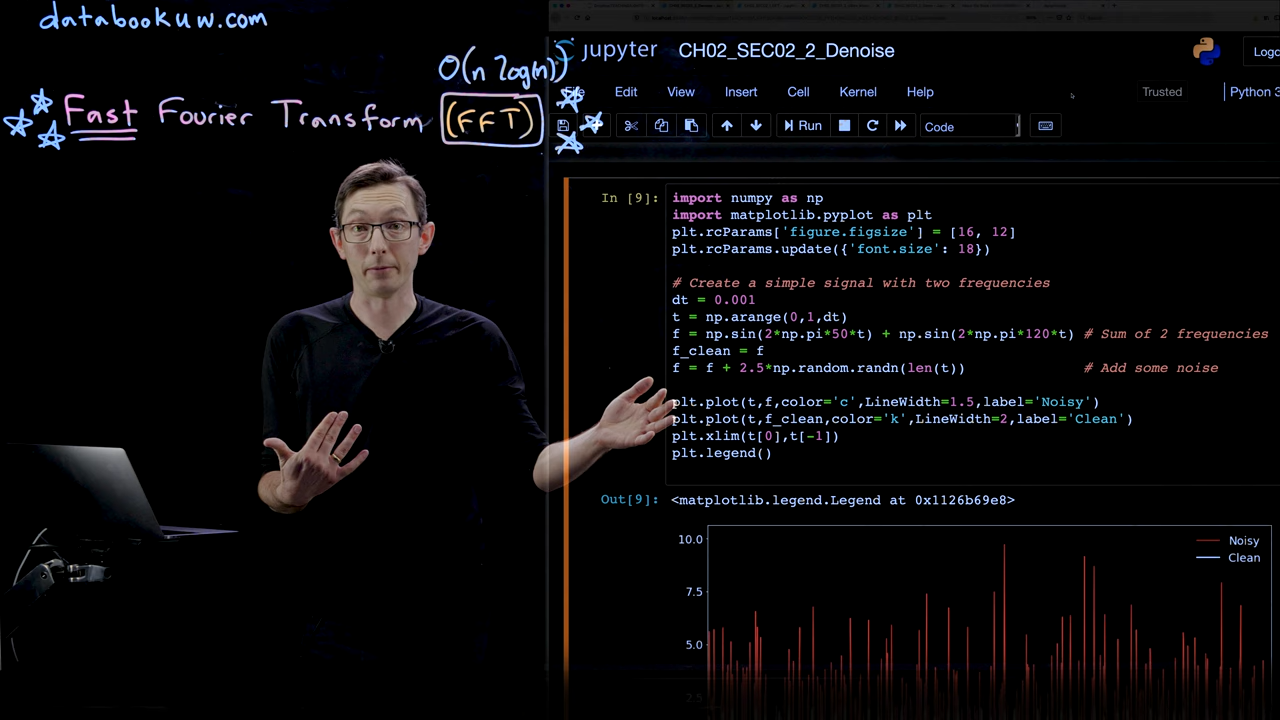 databookuw.com
O(n log(n))
Fast Fourier Transform (FFT)
jupyter CH02_SEC02_2_Denoise
Edit View Insert Cell Kernel Help Trusted Python 3
Run Code
In [9]:
import numpy as np
import matplotlib.pyplot as plt
plt.rcParams['figure.figsize'] = [16, 12]
plt.rcParams.update({'font.size': 18})
# Create a simple signal with two frequencies
dt = 0.001
t = np.arange(0,1,dt)
f = np.sin(2*np.pi*50*t) + np.sin(2*np.pi*120*t) # Sum of 2 frequencies
f_clean = f
f = f + 2.5*np.random.randn(len(t)) # Add some noise
plt.plot(t,f,color='c',LineWidth=1.5,label='Noisy')
plt.plot(t,f_clean,color='k',LineWidth=2,label='Clean')
plt.xlim(t[0],t[-1])
plt.legend()
Out[9]: <matplotlib.legend.Legend at 0x1126b69e8>
10.0
Noisy
Clean
7.5
5.0
2.5